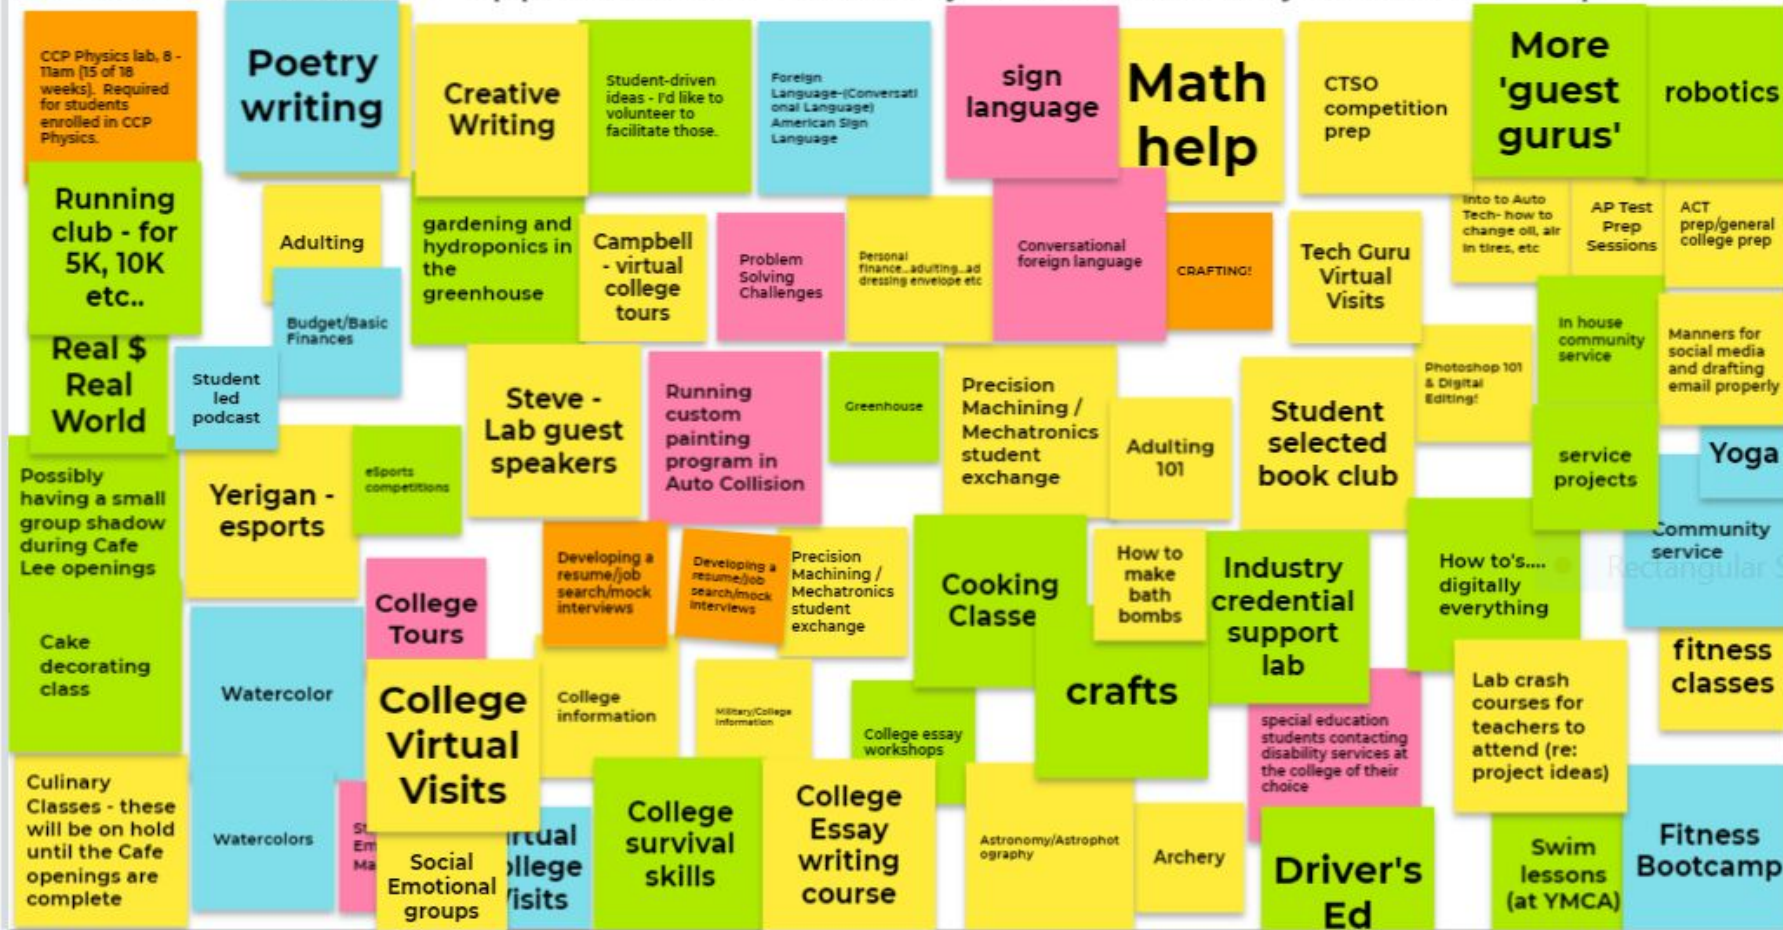 CCP Physics lab, 8 -
11am (15 of 18
weeks). Required
for students
enrolled in CCP
Physics.
Poetry
writing
Creative
Writing
Student-driven
ideas - I'd like to
volunteer to
facilitate those.
Foreign
Language-(Conversati
onal Language)
American Sign
Language
sign
language
Math
help
CTSO
competition
prep
More
'guest
gurus'
robotics
Running
club - for
5K, 10K
etc..
Adulting
gardening and
hydroponics in
the
greenhouse
Campbell
- virtual
college
tours
Problem
Solving
Challenges
Personal
finance...adulting...ad
dressing envelope etc
Conversational
foreign language
CRAFTING!
Tech Guru
Virtual
Visits
Into to Auto
Tech- how to
change oil, air
in tires, etc
AP Test
Prep
Sessions
ACT
prep/general
college prep
Budget/Basic
Finances
Real $
Real
World
Student
led
podcast
Steve -
Lab guest
speakers
Running
custom
painting
program in
Auto Collision
Greenhouse
Precision
Machining /
Mechatronics
student
exchange
Adulting
101
Student
selected
book club
Photoshop 101
& Digital
Editing!
In house
community
service
Manners for
social media
and drafting
email properly
service
projects
Yoga
Possibly
having a small
group shadow
during Cafe
Lee openings
Yerigan -
esports
eSports
competitions
Developing a
resume/job
search/mock
interviews
Developing a
resume/job
search/mock
interviews
Precision
Machining /
Mechatronics
student
exchange
Cooking
Classe
How to
make
bath
bombs
Industry
credential
support
lab
How to's....
digitally
everything
Community
service
Rectangular S
Cake
decorating
class
Watercolor
College
Tours
College
Virtual
Visits
College
information
Military/College
Information
College essay
workshops
crafts
special education
students contacting
disability services at
the college of their
choice
Lab crash
courses for
teachers to
attend (re:
project ideas)
fitness
classes
Culinary
Classes - these
will be on hold
until the Cafe
openings are
complete
Watercolors
St
Em
Ma
Social
Emotional
groups
irtual
ollege
isits
College
survival
skills
College
Essay
writing
course
Astronomy/Astrophot
ography
Archery
Driver's
Ed
Swim
lessons
(at YMCA)
Fitness
Bootcamp